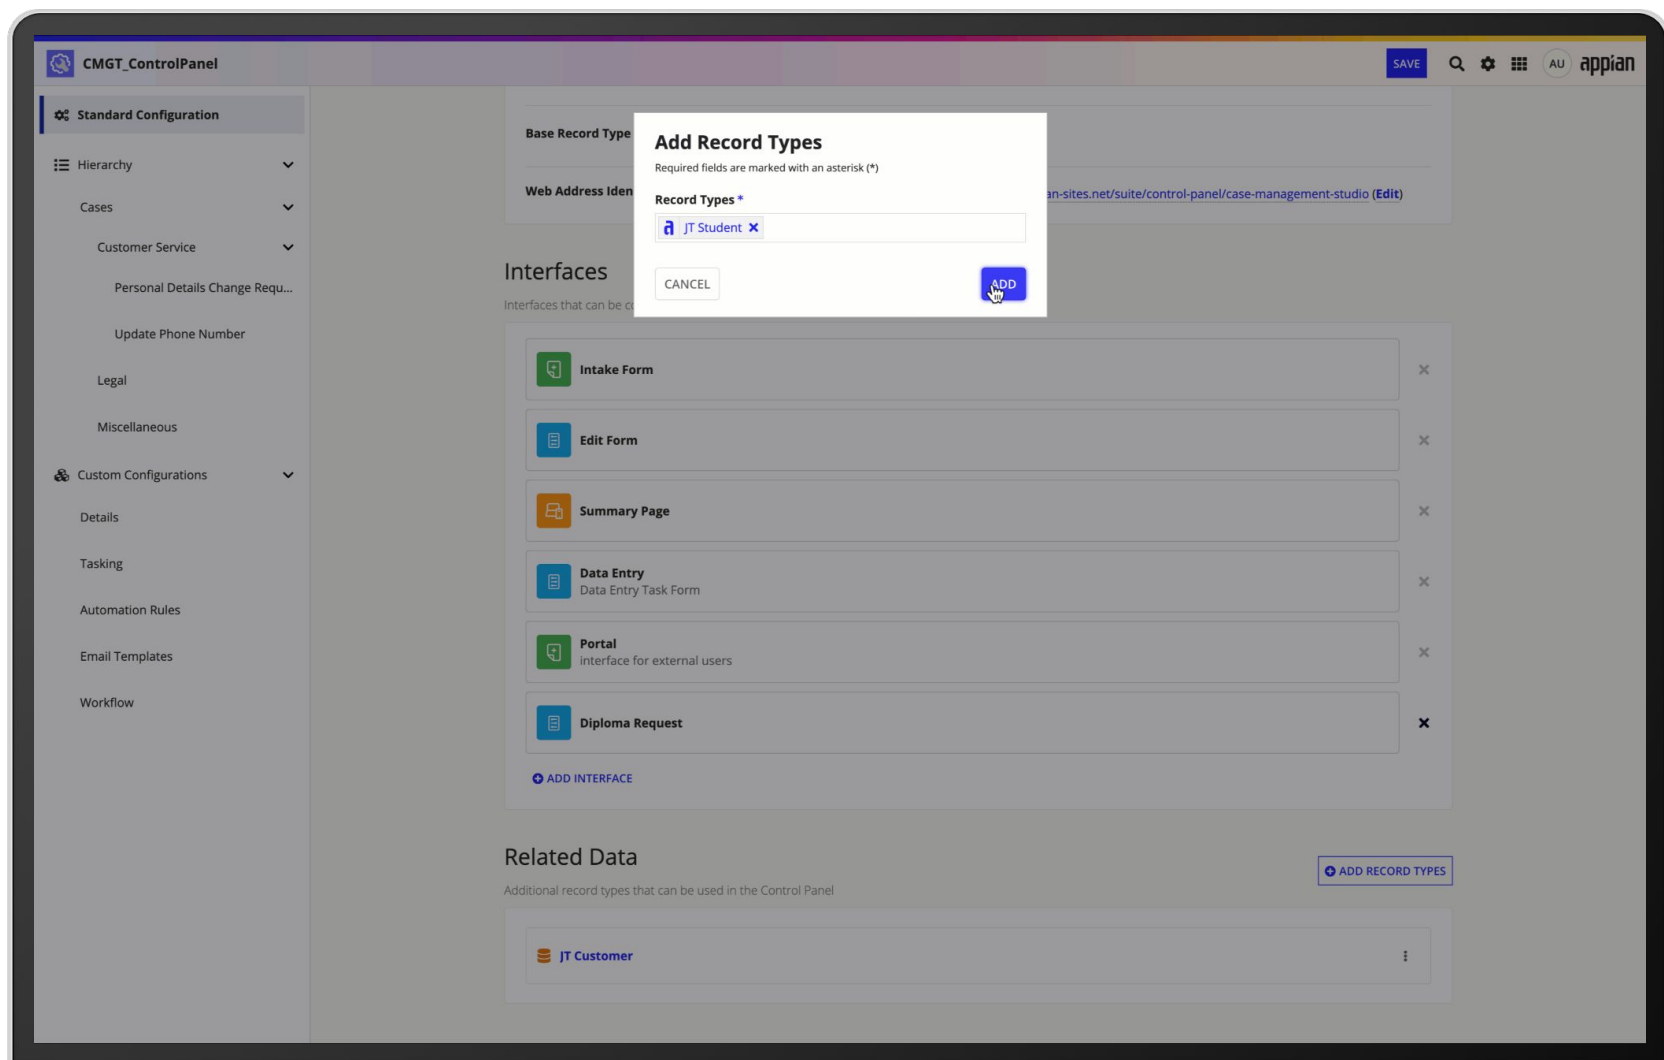 CMGT_ControlPanel
SAVE
AU
appian
Standard Configuration
Hierarchy
Cases
Customer Service
Personal Details Change Requ...
Update Phone Number
Legal
Miscellaneous
Custom Configurations
Details
Tasking
Automation Rules
Email Templates
Workflow
Base Record Type
Web Address Iden
an-sites.net/suite/control-panel/case-management-studio (Edit)
Add Record Types
Required fields are marked with an asterisk (*)
Record Types *
a JT Student
CANCEL
ADD
Interfaces
Interfaces that can be co
Intake Form
Edit Form
Summary Page
Data Entry
Data Entry Task Form
Portal
interface for external users
Diploma Request
ADD INTERFACE
Related Data
Additional record types that can be used in the Control Panel
ADD RECORD TYPES
JT Customer